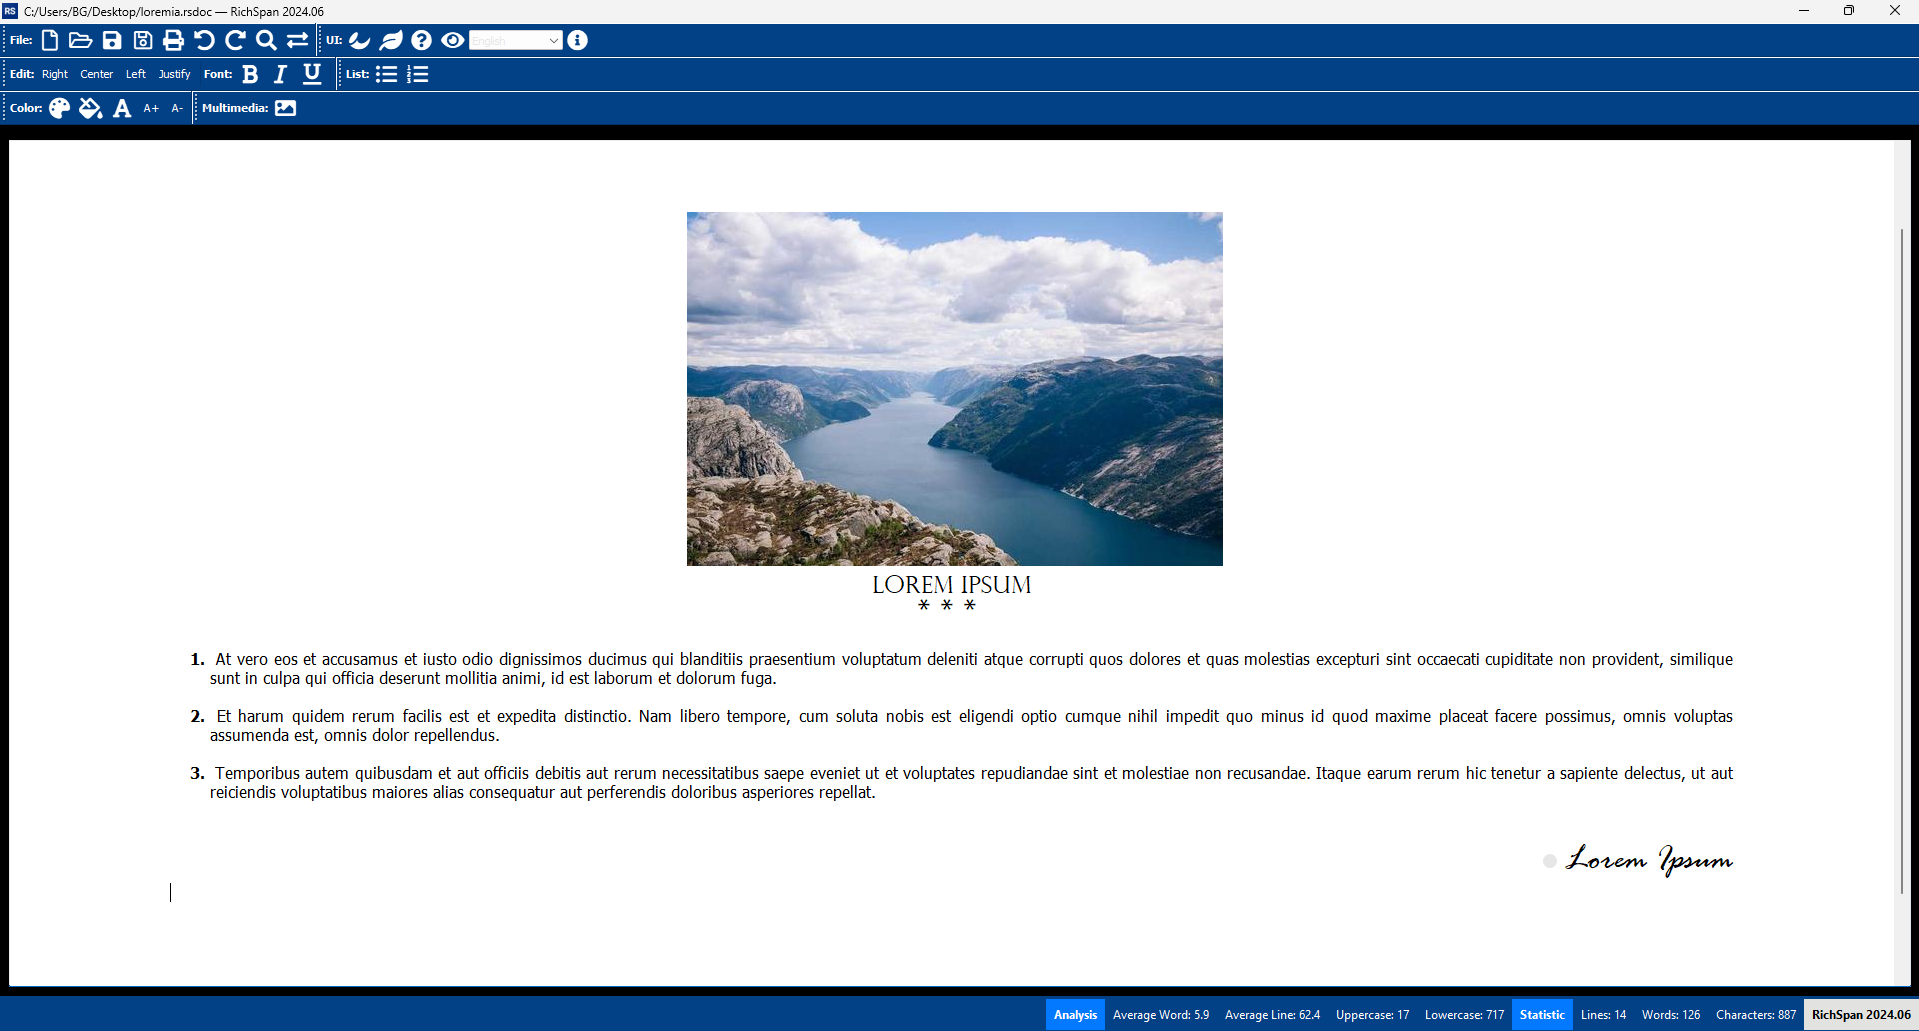 RS C:/Users/BG/Desktop/loremia.rsdoc — RichSpan 2024.06
File: UI: English
Edit: Right Center Left Justify Font: B I U List:
Color: A A+ A- Multimedia:
LOREM IPSUM
* * *
1. At vero eos et accusamus et iusto odio dignissimos ducimus qui blanditiis praesentium voluptatum deleniti atque corrupti quos dolores et quas molestias excepturi sint occaecati cupiditate non provident, similique
sunt in culpa qui officia deserunt mollitia animi, id est laborum et dolorum fuga.
2. Et harum quidem rerum facilis est et expedita distinctio. Nam libero tempore, cum soluta nobis est eligendi optio cumque nihil impedit quo minus id quod maxime placeat facere possimus, omnis voluptas
assumenda est, omnis dolor repellendus.
3. Temporibus autem quibusdam et aut officiis debitis aut rerum necessitatibus saepe eveniet ut et voluptates repudiandae sint et molestiae non recusandae. Itaque earum rerum hic tenetur a sapiente delectus, ut aut
reiciendis voluptatibus maiores alias consequatur aut perferendis doloribus asperiores repellat.
Lorem Ipsum
Analysis Average Word: 5.9 Average Line: 62.4 Uppercase: 17 Lowercase: 717 Statistic Lines: 14 Words: 126 Characters: 887 RichSpan 2024.06